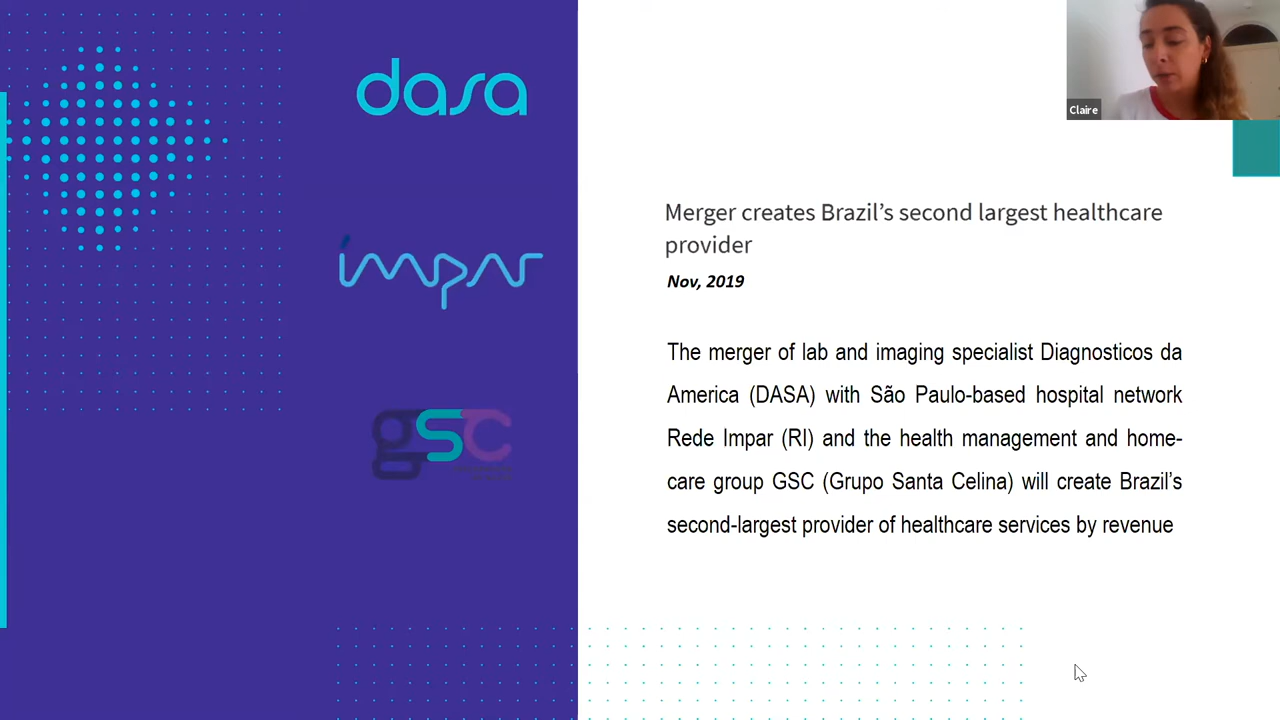 dasa
ímpar
gsc
Claire
Merger creates Brazil’s second largest healthcare
provider
Nov, 2019
The merger of lab and imaging specialist Diagnosticos da
America (DASA) with São Paulo-based hospital network
Rede Impar (RI) and the health management and home-
care group GSC (Grupo Santa Celina) will create Brazil’s
second-largest provider of healthcare services by revenue